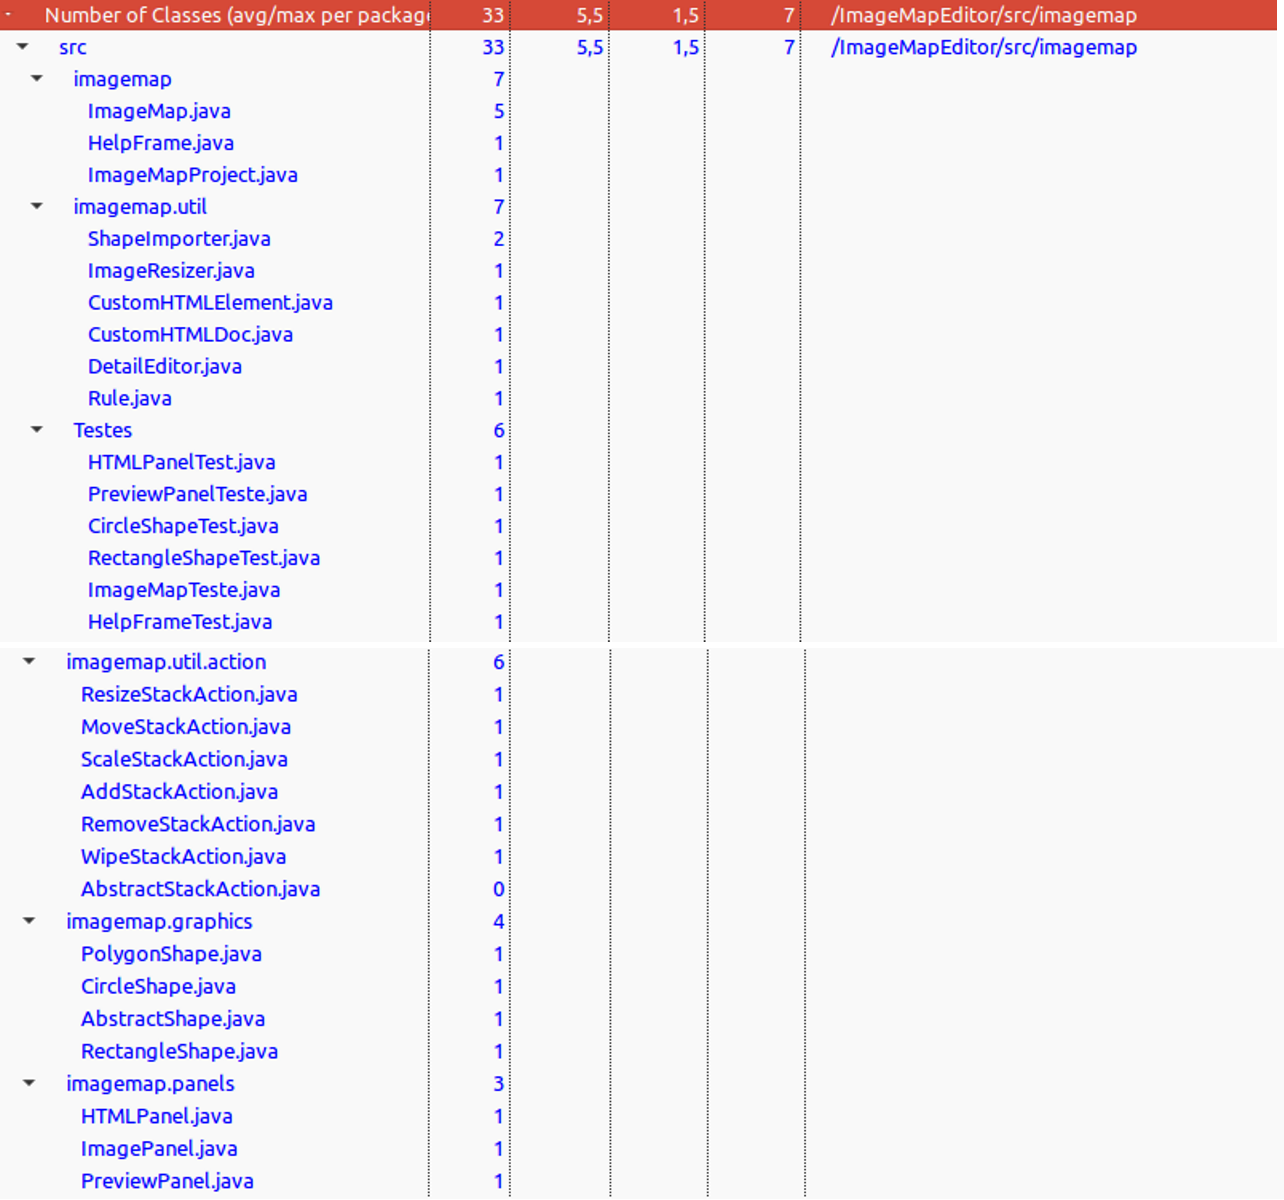 Number of Classes (avg/max per package 33 5,5 1,5 7 /ImageMapEditor/src/imagemap
src 33 5,5 1,5 7 /ImageMapEditor/src/imagemap
imagemap 7
ImageMap.java 5
HelpFrame.java 1
ImageMapProject.java 1
imagemap.util 7
ShapeImporter.java 2
ImageResizer.java 1
CustomHTMLElement.java 1
CustomHTMLDoc.java 1
DetailEditor.java 1
Rule.java 1
Testes 6
HTMLPanelTest.java 1
PreviewPanelTeste.java 1
CircleShapeTest.java 1
RectangleShapeTest.java 1
ImageMapTeste.java 1
HelpFrameTest.java 1
imagemap.util.action 6
ResizeStackAction.java 1
MoveStackAction.java 1
ScaleStackAction.java 1
AddStackAction.java 1
RemoveStackAction.java 1
WipeStackAction.java 1
AbstractStackAction.java 0
imagemap.graphics 4
PolygonShape.java 1
CircleShape.java 1
AbstractShape.java 1
RectangleShape.java 1
imagemap.panels 3
HTMLPanel.java 1
ImagePanel.java 1
PreviewPanel.java 1